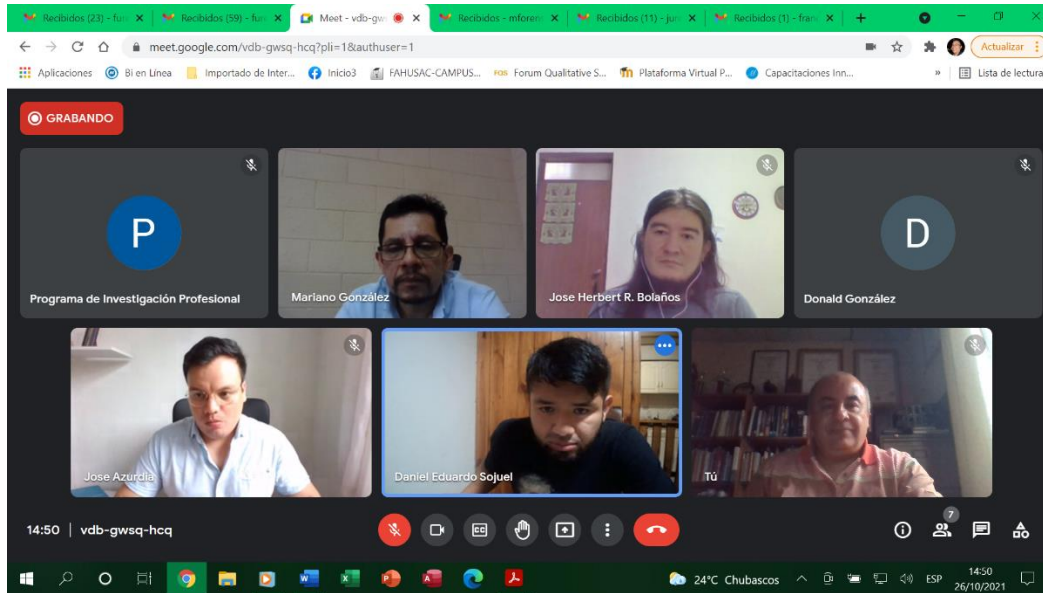 Recibidos (23) - fun
Recibidos (59) - fun
Meet - vdb-gw
Recibidos - mforen
Recibidos (11) - jun
Recibidos (1) - fran
meet.google.com/vdb-gwsq-hcq?pli=1&authuser=1
Actualizar
Aplicaciones
Bi en Línea
Importado de Inter...
Inicio3
FAHUSAC-CAMPUS...
FQS Forum Qualitative S...
Plataforma Virtual P...
Capacitaciones Inn...
»
Lista de lectura
GRABANDO
P
Programa de Investigación Profesional
Mariano González
Jose Herbert R. Bolaños
D
Donald González
Jose Azurdia
Daniel Eduardo Sojuel
Tú
14:50 | vdb-gwsq-hcq
CC
7
24°C Chubascos
ESP
14:50
26/10/2021